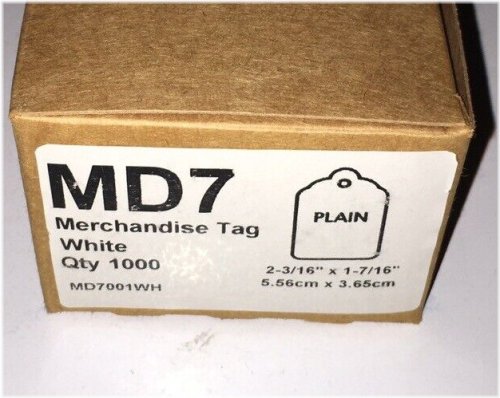 MD7
Merchandise Tag
White
Qty 1000
MD7001WH
PLAIN
2-3/16" x 1-7/16"
5.56cm x 3.65cm